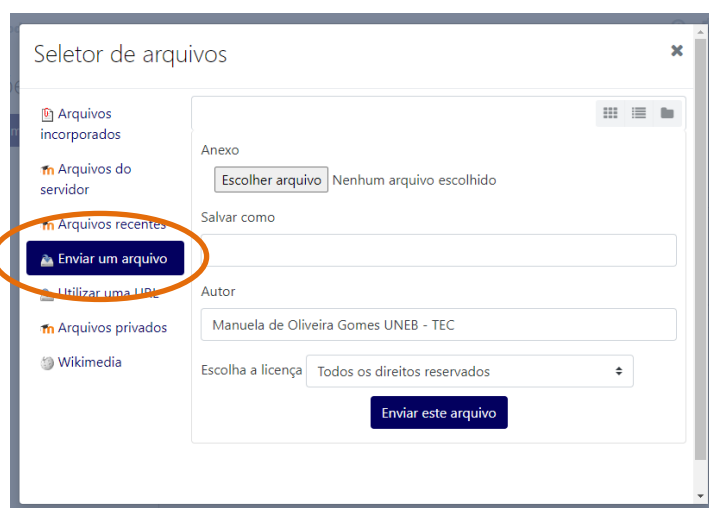 Seletor de arquivos
Arquivos
incorporados
Arquivos do
servidor
Arquivos recentes
Enviar um arquivo
Utilizar uma URL
Arquivos privados
Wikimedia
Anexo
Escolher arquivo Nenhum arquivo escolhido
Salvar como
Autor
Manuela de Oliveira Gomes UNEB - TEC
Escolha a licença Todos os direitos reservados
Enviar este arquivo